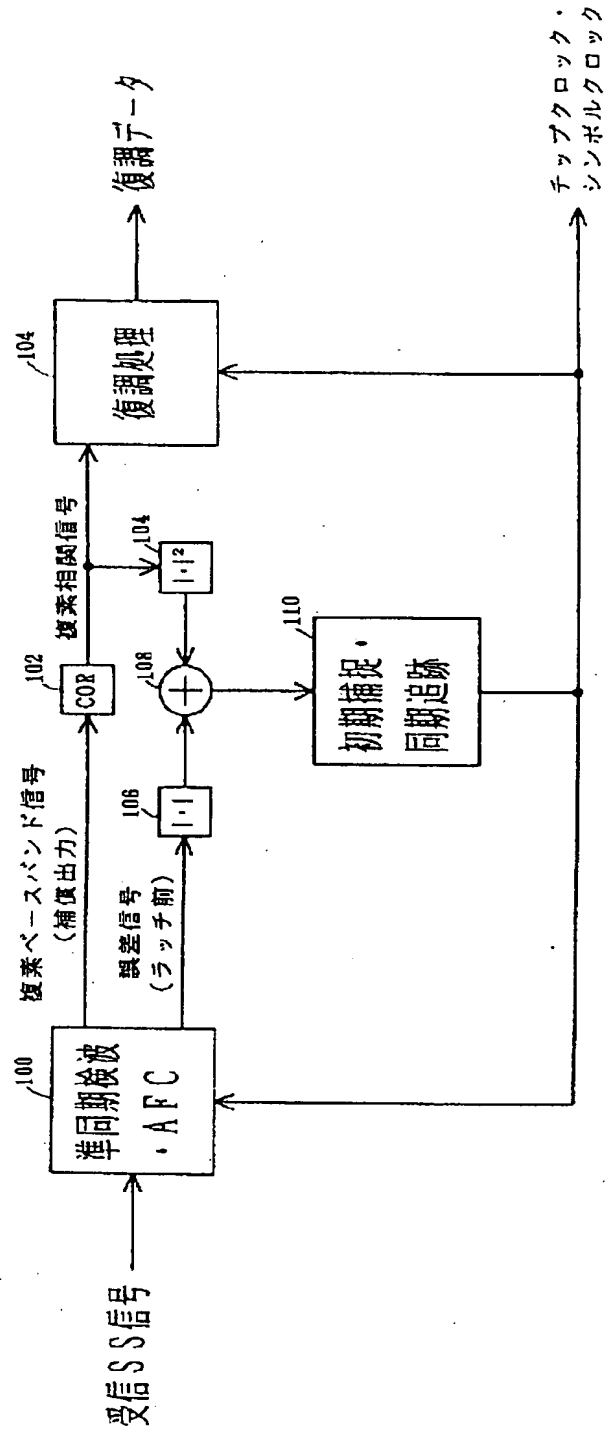 受信SS信号
100
準同期検波
・AFC
複素ベースバンド信号
(補償出力)
誤差信号
(ラッチ前)
102
COR
106
|・|
108
+
複素相関信号
104
|・|²
104
復調処理
復調データ
110
初期捕捉・
同期追跡
チップクロック・
シンボルクロック